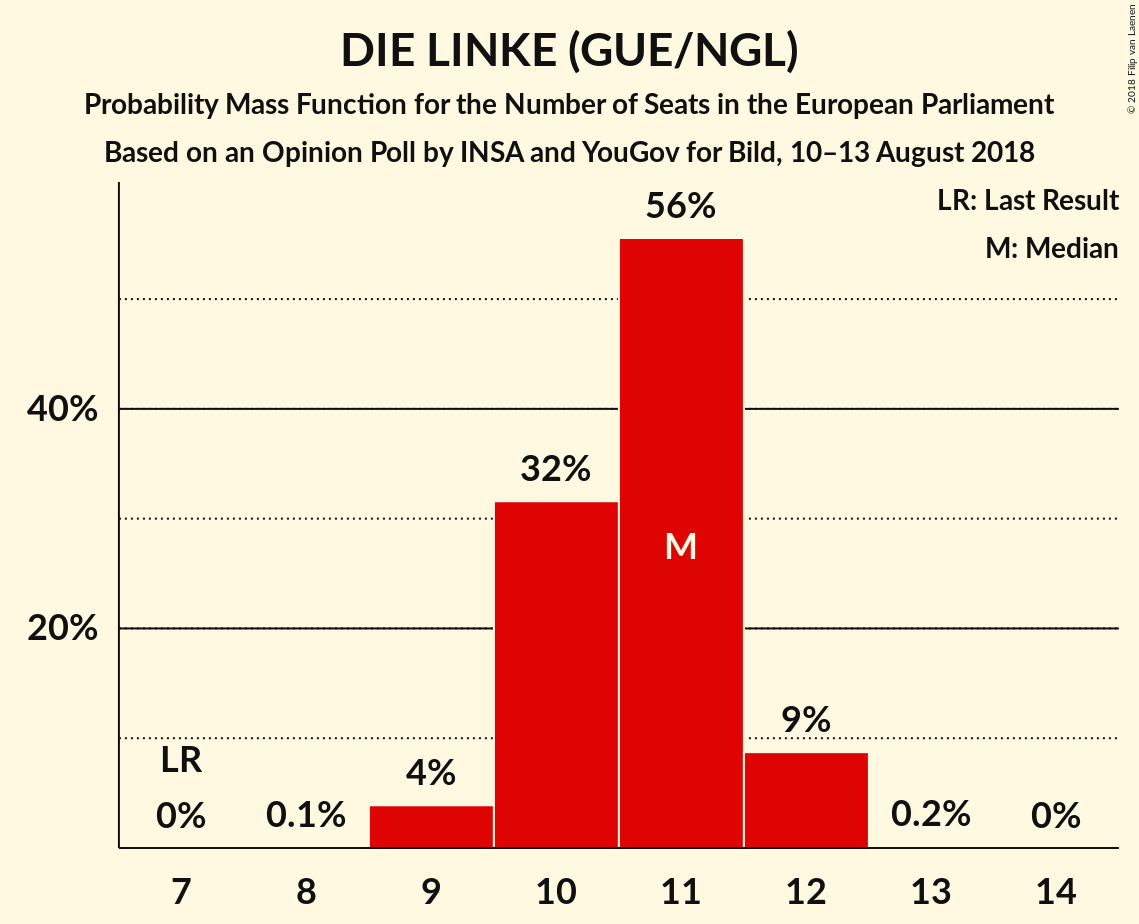 DIE LINKE (GUE/NGL)
Probability Mass Function for the Number of Seats in the European Parliament
Based on an Opinion Poll by INSA and YouGov for Bild, 10–13 August 2018
© 2018 Filip van Laenen
LR: Last Result
M: Median
56%
40%
32%
M
20%
9%
LR
4%
0%
0.1%
0.2%
0%
7 8 9 10 11 12 13 14